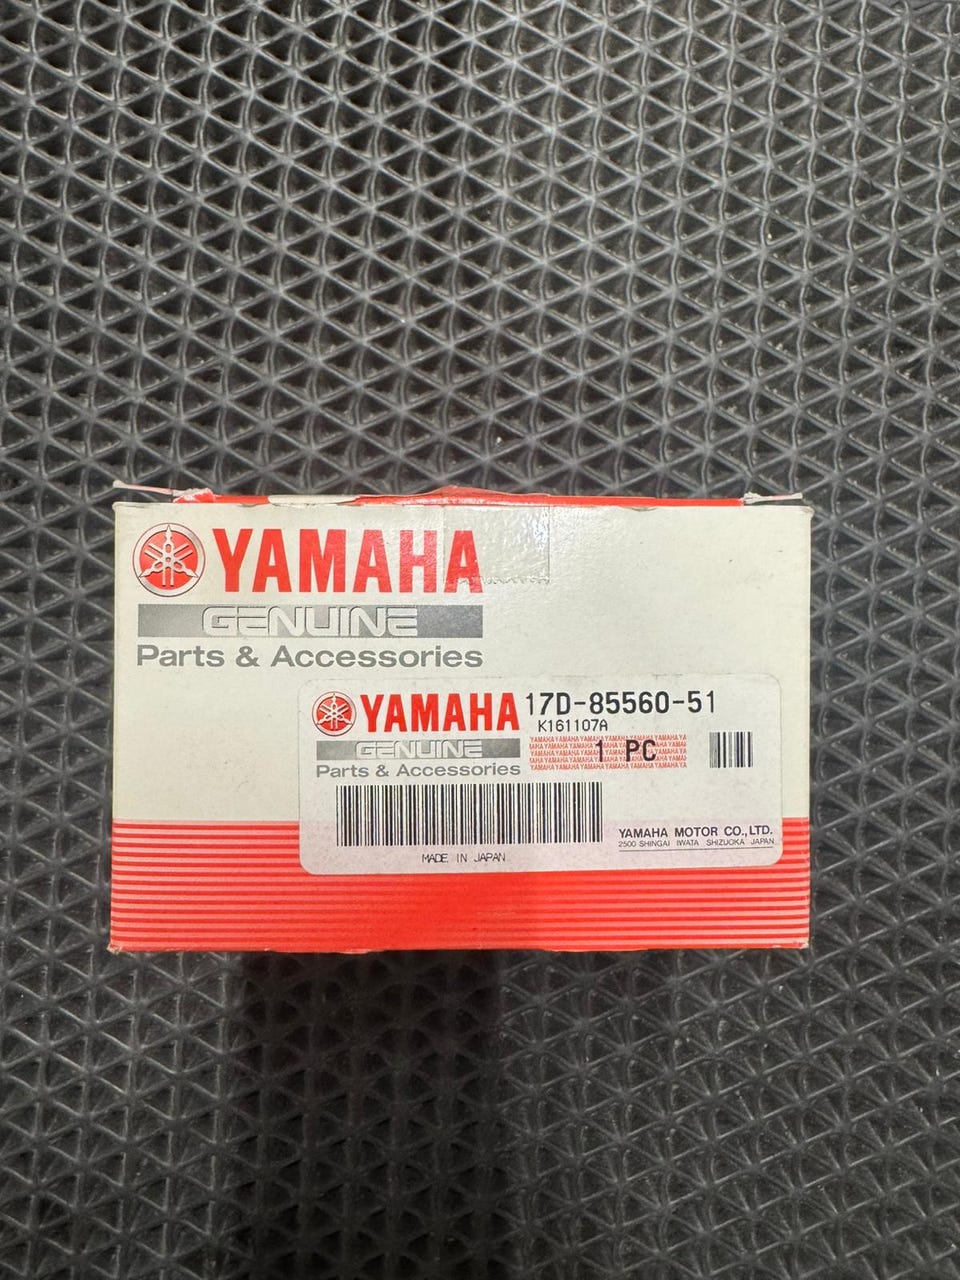 YAMAHA
GENUINE
Parts & Accessories
YAMAHA 17D-85560-51
K161107A
GENUINE
1 PC
Parts & Accessories
YAMAHA MOTOR CO.,LTD.
2500 SHINGAI IWATA SHIZUOKA JAPAN
MADE IN JAPAN